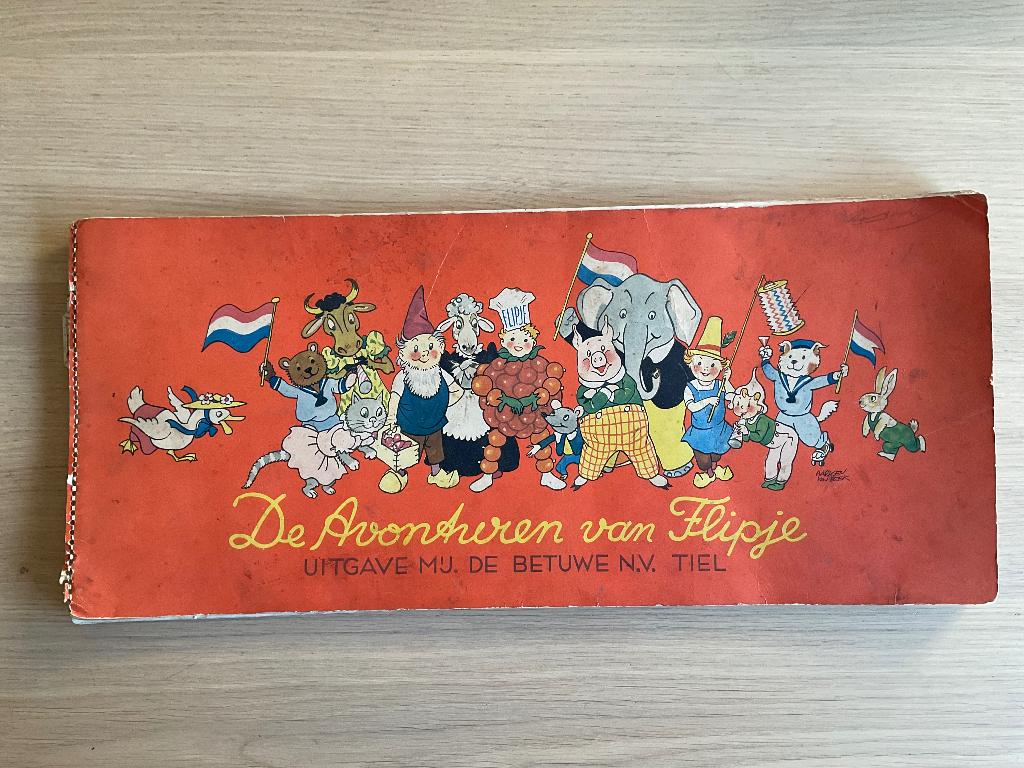 FLIPJE
De Avonturen van Flipje
UITGAVE MIJ. DE BETUWE N.V. TIEL